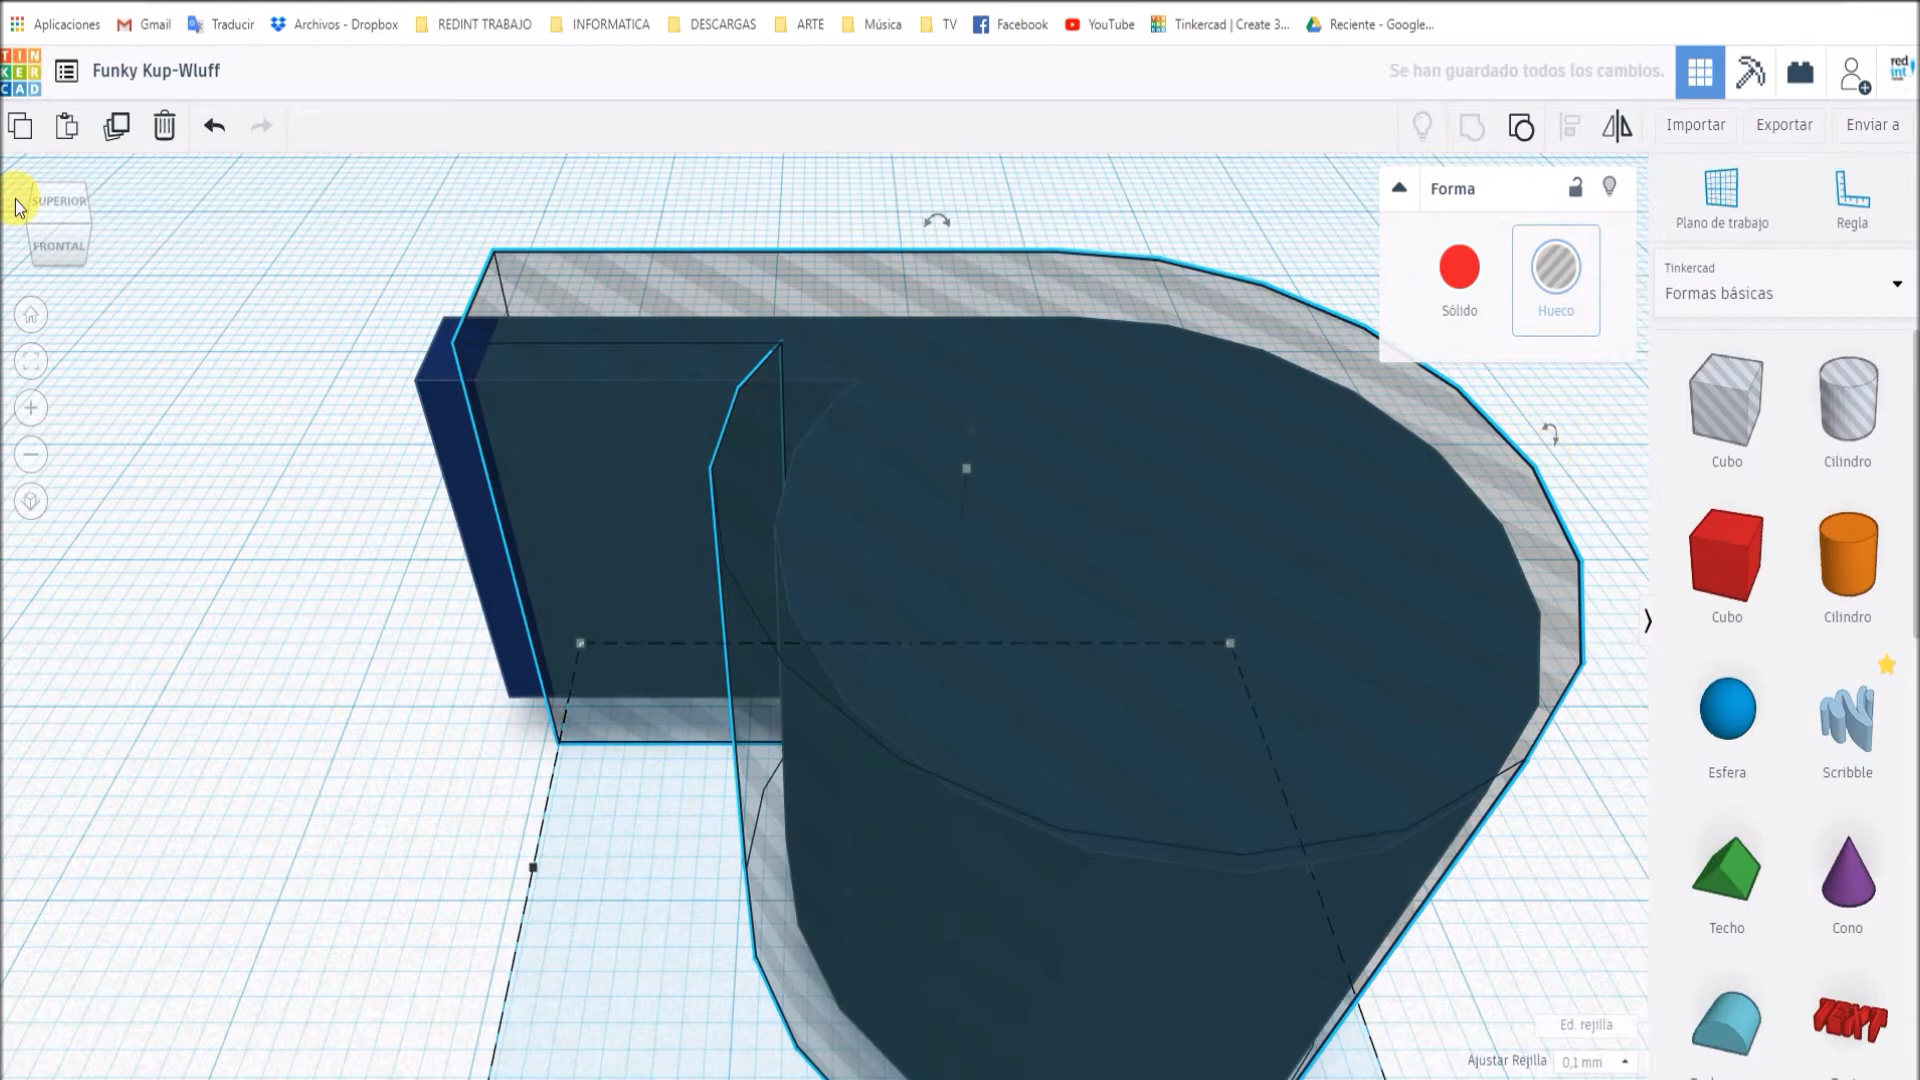 Aplicaciones Gmail Traducir Archivos - Dropbox REDINT TRABAJO INFORMATICA DESCARGAS ARTE Música TV Facebook YouTube Tinkercad | Create 3... Reciente - Google...
TIN
KER
CAD
Funky Kup-Wluff
Se han guardado todos los cambios.
red
int
Importar Exportar Enviar a
SUPERIOR
FRONTAL
Forma
Sólido Hueco
Plano de trabajo Regla
Tinkercad
Formas básicas
Cubo Cilindro
Cubo Cilindro
Esfera Scribble
Techo Cono
TEXT
Ed. rejilla
Ajustar Rejilla 0,1 mm